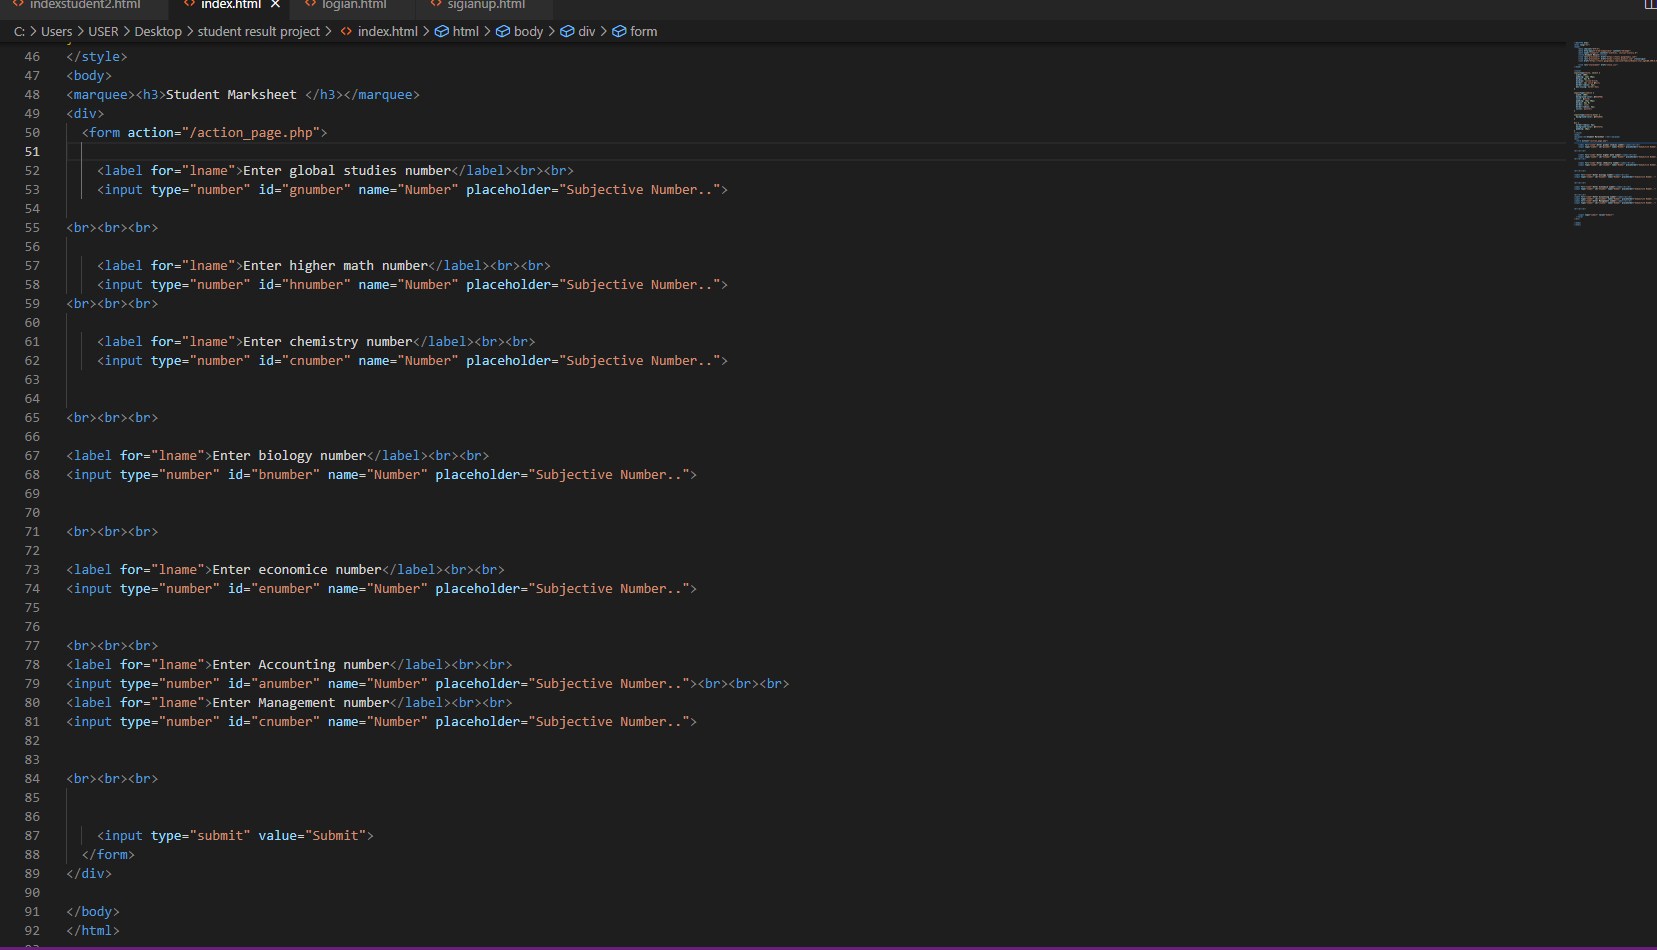 indexstudent2.html index.html × logian.html sigianup.html
C: > Users > USER > Desktop > student result project > <> index.html > html > body > div > form
46 </style>
47 <body>
48 <marquee><h3>Student Marksheet </h3></marquee>
49 <div>
50 <form action="/action_page.php">
51
52 <label for="lname">Enter global studies number</label><br><br>
53 <input type="number" id="gnumber" name="Number" placeholder="Subjective Number..">
54
55 <br><br><br>
56
57 <label for="lname">Enter higher math number</label><br><br>
58 <input type="number" id="hnumber" name="Number" placeholder="Subjective Number..">
59 <br><br><br>
60
61 <label for="lname">Enter chemistry number</label><br><br>
62 <input type="number" id="cnumber" name="Number" placeholder="Subjective Number..">
63
64
65 <br><br><br>
66
67 <label for="lname">Enter biology number</label><br><br>
68 <input type="number" id="bnumber" name="Number" placeholder="Subjective Number..">
69
70
71 <br><br><br>
72
73 <label for="lname">Enter economice number</label><br><br>
74 <input type="number" id="enumber" name="Number" placeholder="Subjective Number..">
75
76
77 <br><br><br>
78 <label for="lname">Enter Accounting number</label><br><br>
79 <input type="number" id="anumber" name="Number" placeholder="Subjective Number.."><br><br><br>
80 <label for="lname">Enter Management number</label><br><br>
81 <input type="number" id="cnumber" name="Number" placeholder="Subjective Number..">
82
83
84 <br><br><br>
85
86
87 <input type="submit" value="Submit">
88 </form>
89 </div>
90
91 </body>
92 </html>